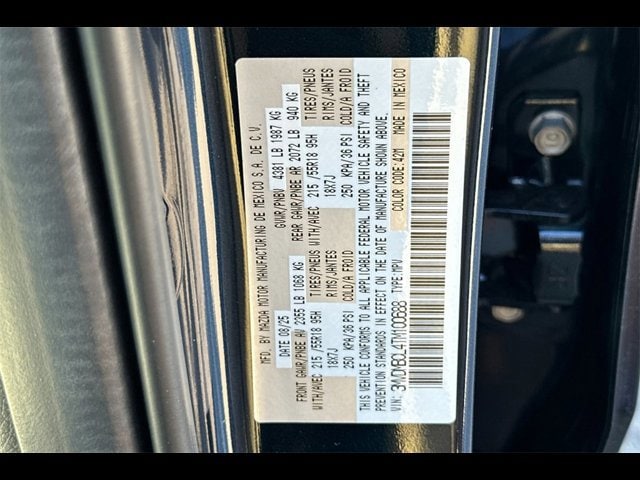 MFD. BY MAZDA MOTOR MANUFACTURING DE MEXICO S.A. DE C.V.
DATE 08/25 GVWR/PNBV 4381 LB 1987 KG
FRONT GAWR/PNBE AV 2355 LB 1068 KG REAR GAWR/PNBE AR 2072 LB 940 KG
WITH/AVEC 215 /55R18 95H TIRES/PNEUS WITH/AVEC 215 /55R18 95H TIRES/PNEUS
18X7J RIMS/JANTES 18X7J RIMS/JANTES
250 KPA/36 PSI COLD/A FROID 250 KPA/36 PSI COLD/A FROID
THIS VEHICLE CONFORMS TO ALL APPLICABLE FEDERAL MOTOR VEHICLE SAFETY AND THEFT
PREVENTION STANDARDS IN EFFECT ON THE DATE OF MANUFACTURE SHOWN ABOVE.
VIN: TYPE: MPV COLOR CODE: 42M MADE IN MEXICO